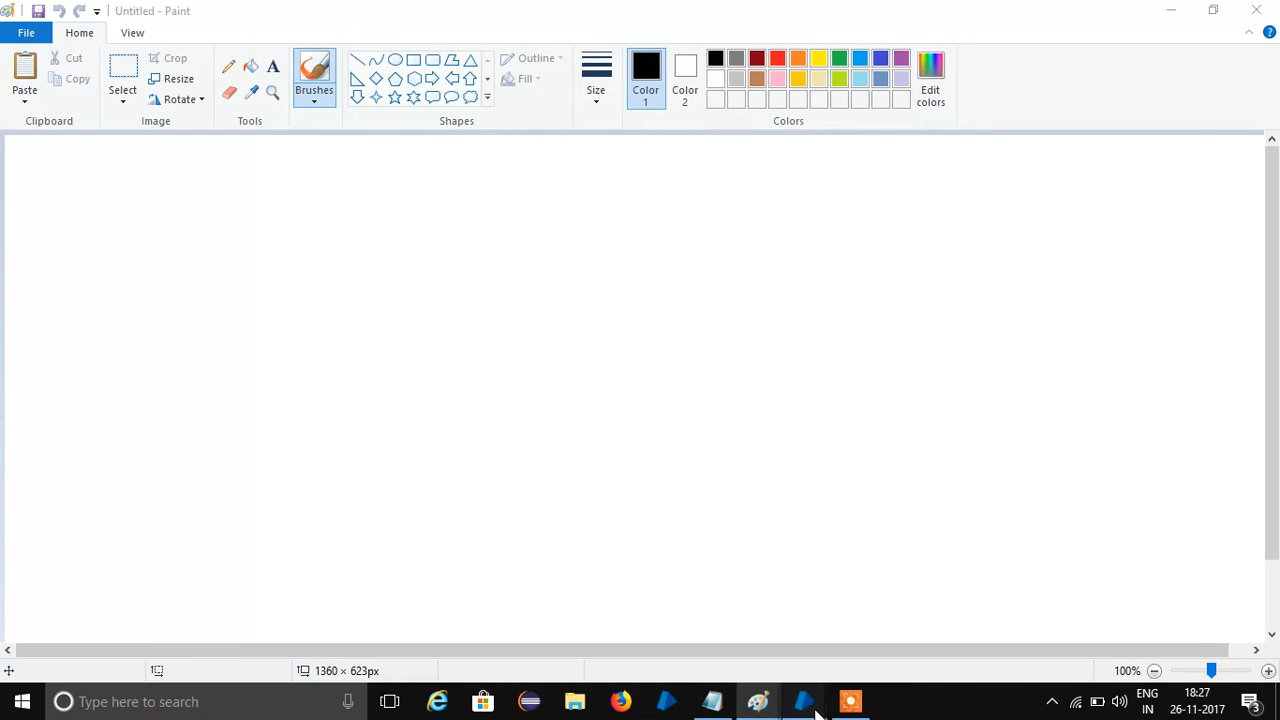 Untitled - Paint
File Home View
Paste
Cut
Copy
Clipboard
Select
Crop
Resize
Rotate
Image
A
Tools
Brushes
Outline
Fill
Shapes
Size
Color 1
Color 2
Edit colors
Colors
1360 × 623px
100%
Type here to search
ENG
IN
18:27
26-11-2017
3